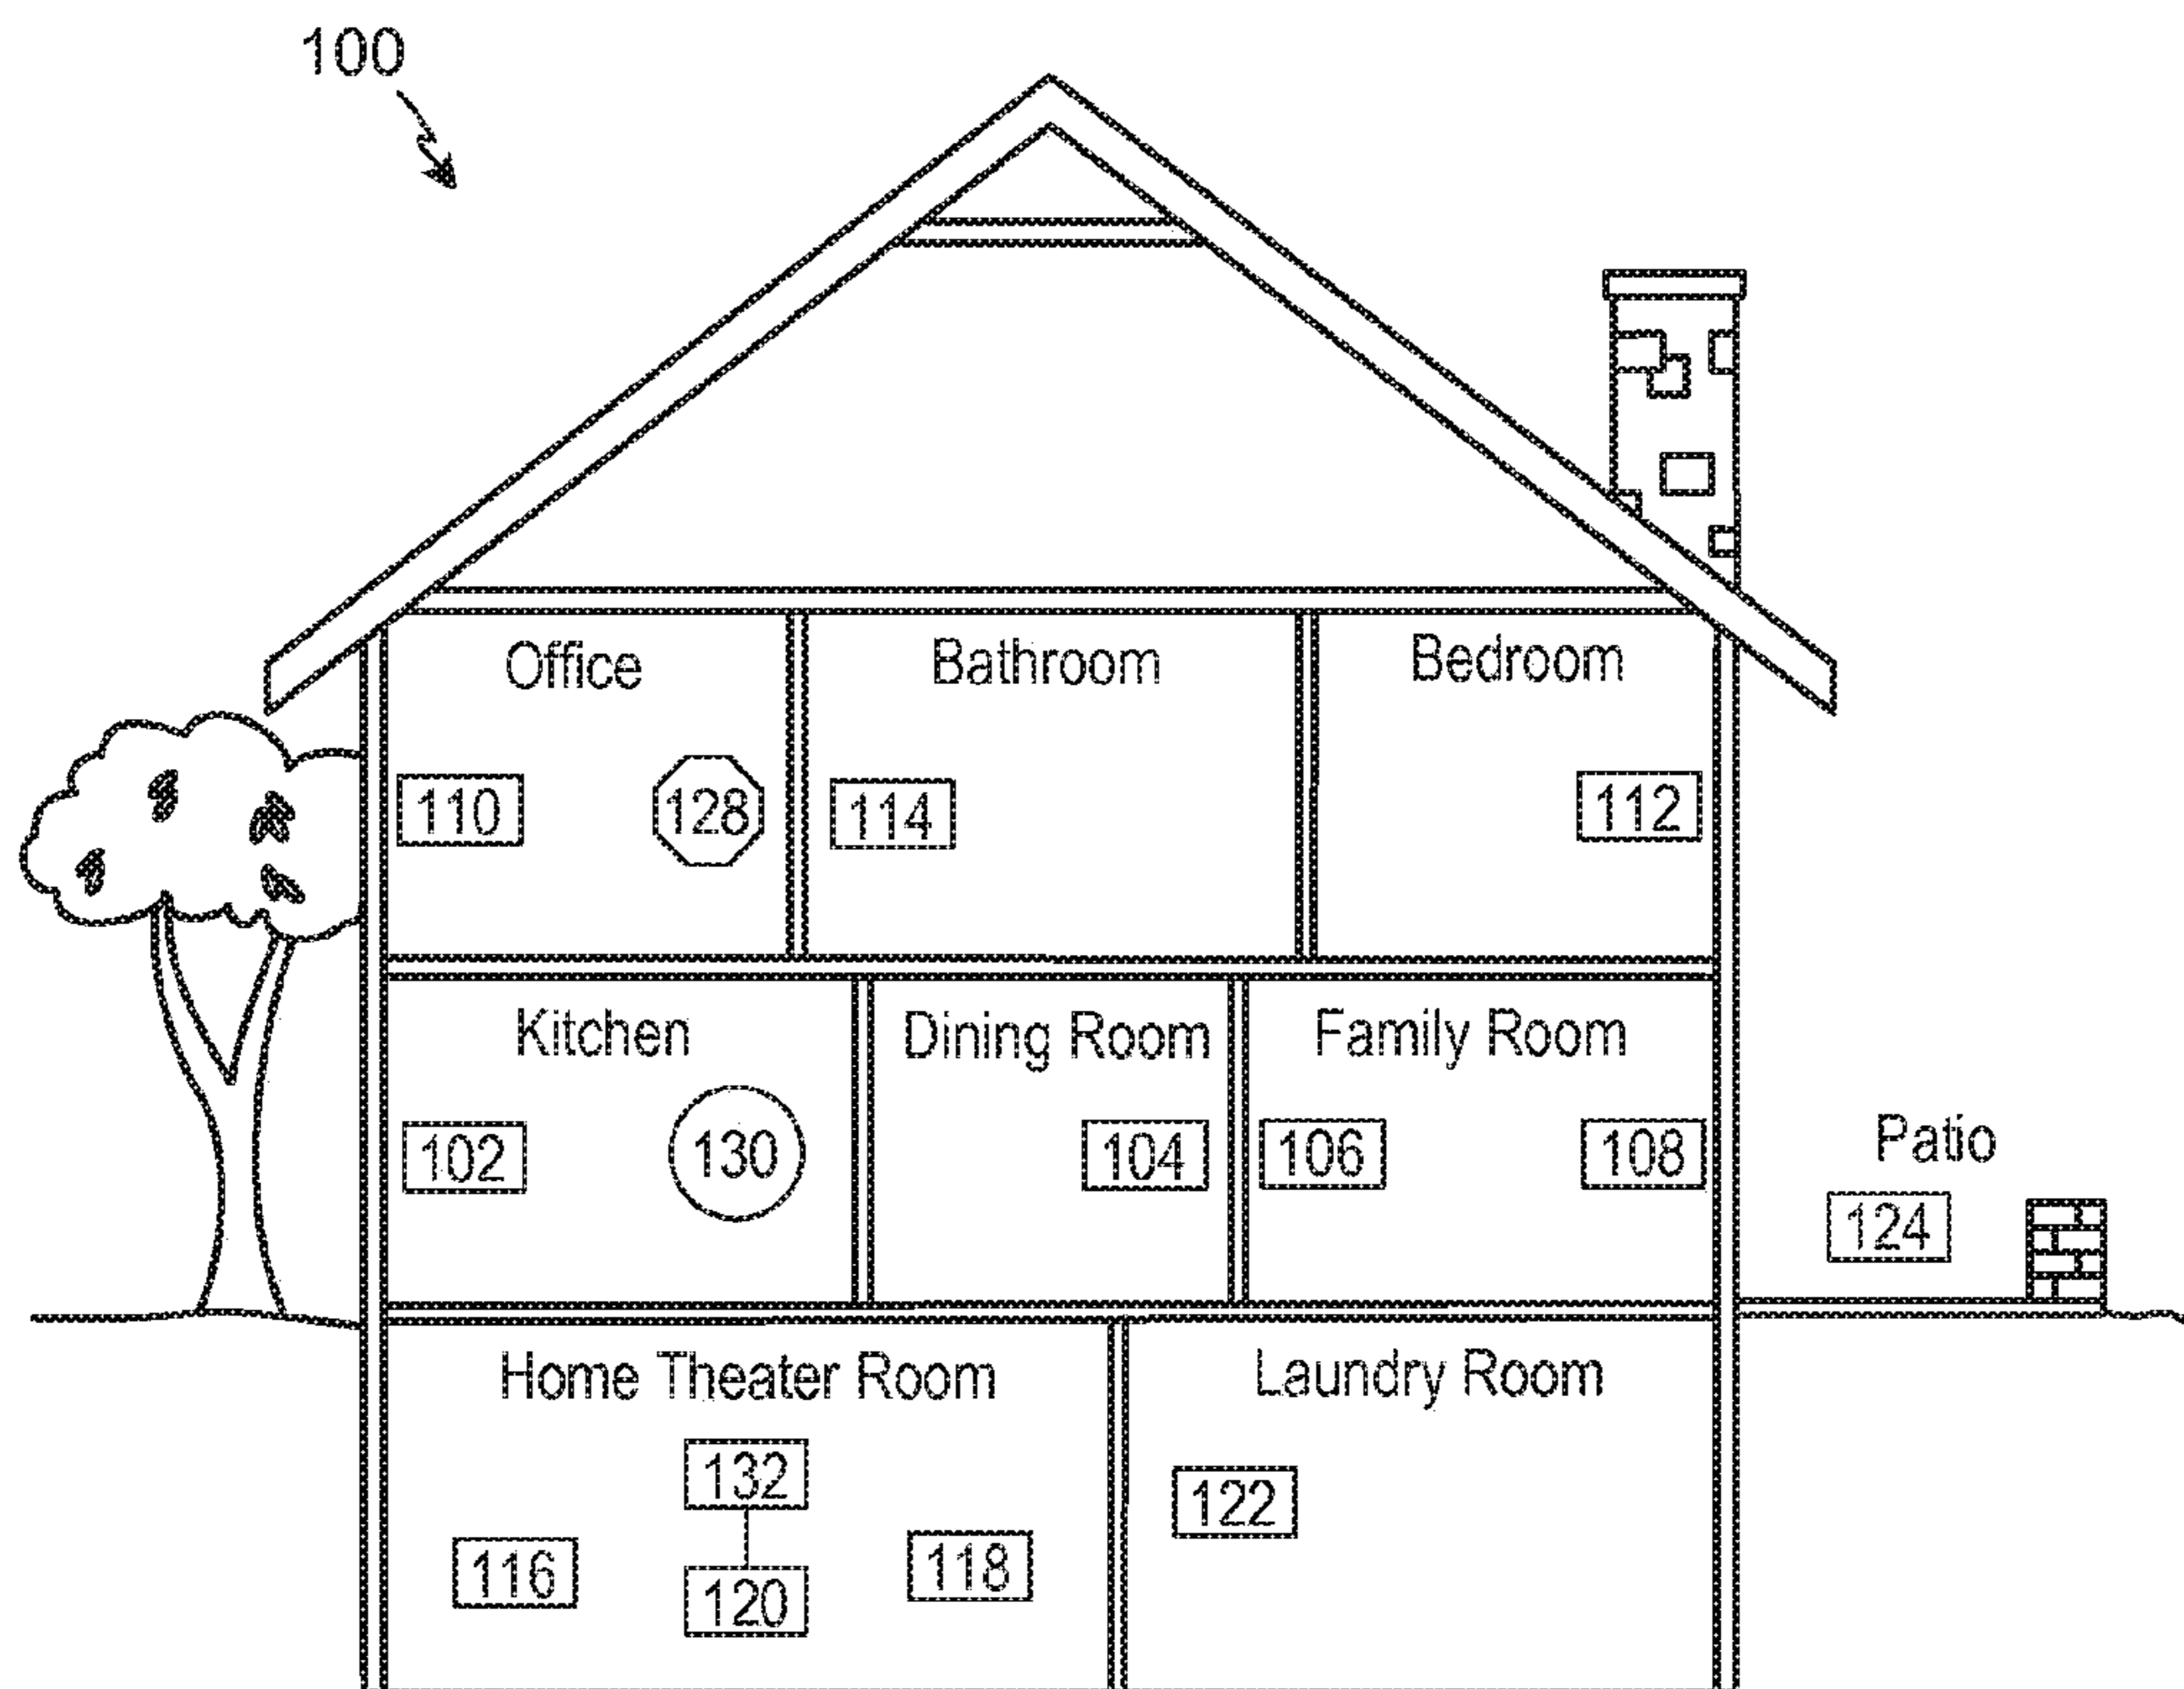 100
Office
Bathroom
Bedroom
110
128
114
112
Kitchen
Dining Room
Family Room
102
130
104
106
108
Patio
124
Home Theater Room
Laundry Room
132
122
116
120
118